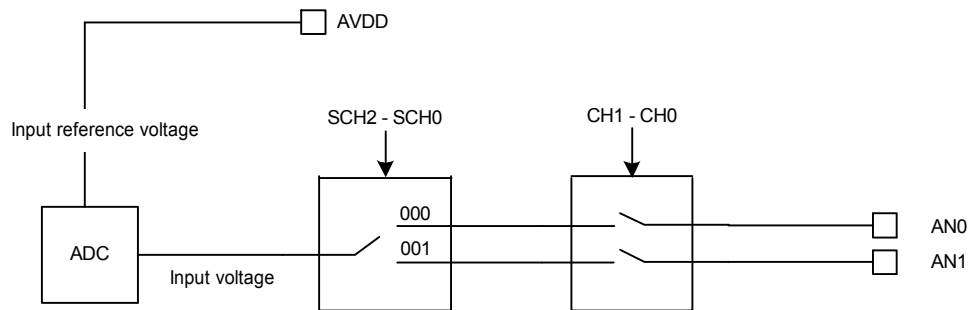 AVDD
Input reference voltage
SCH2 - SCH0
CH1 - CH0
000
001
ADC
Input voltage
AN0
AN1